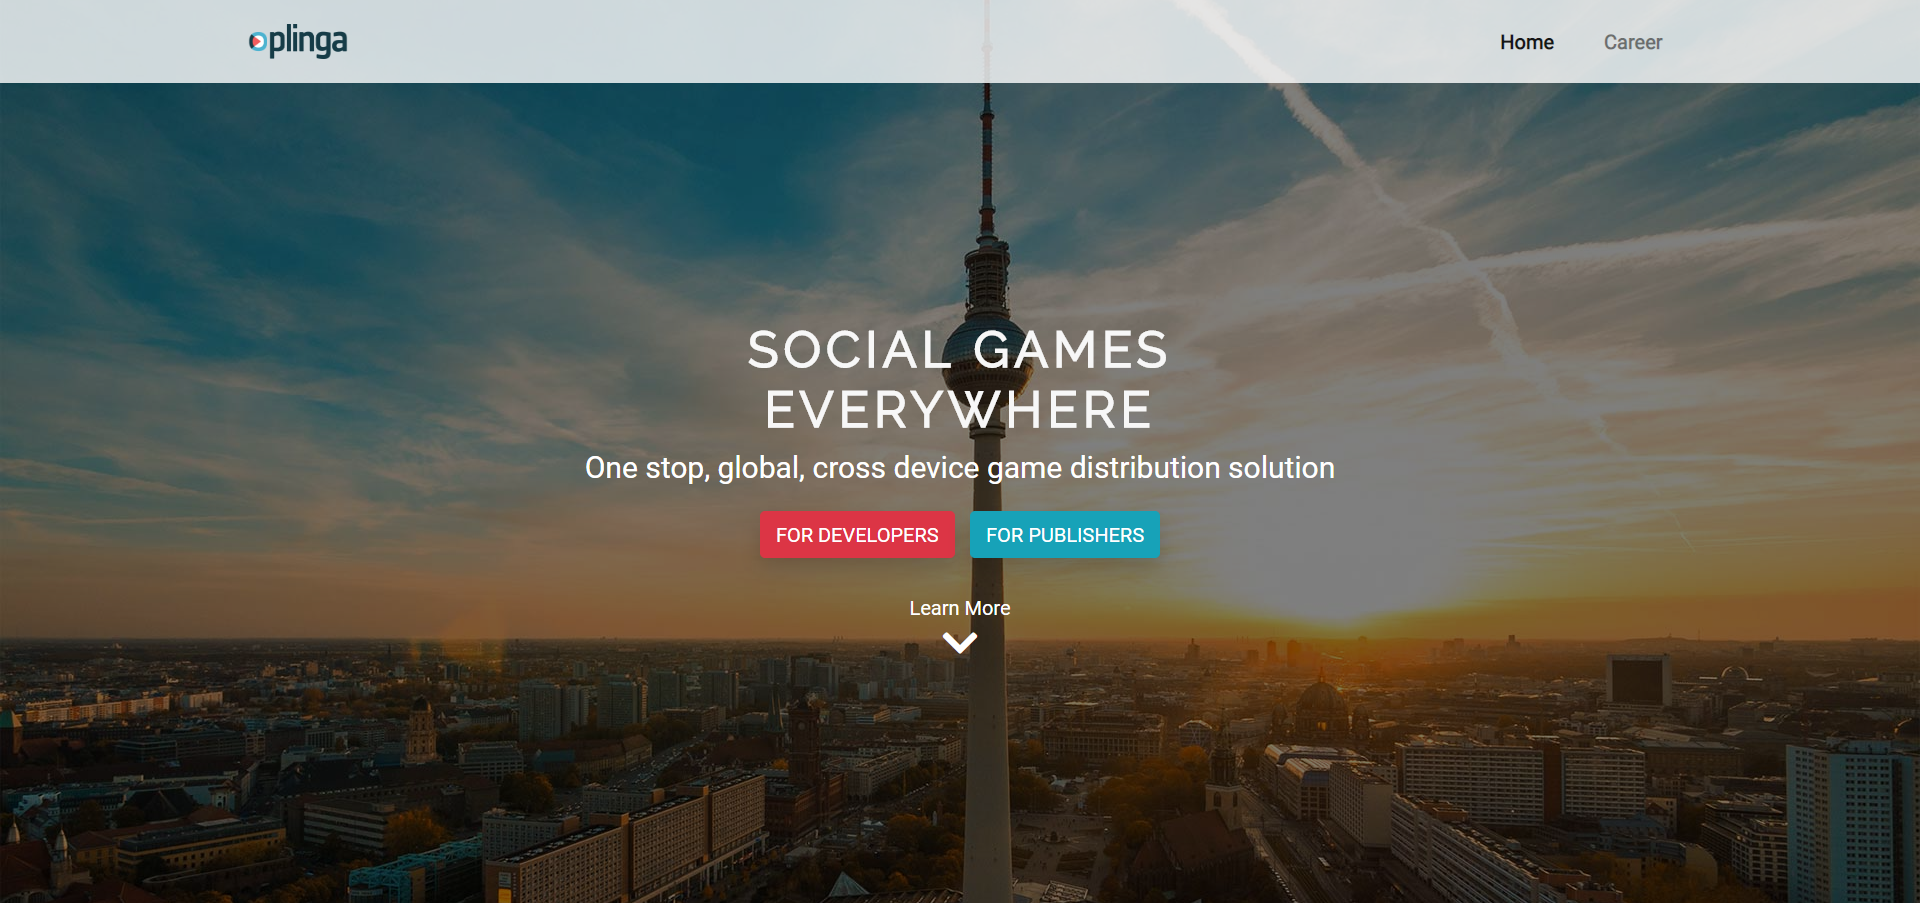 plinga
Home
Career
SOCIAL GAMES
EVERYWHERE
One stop, global, cross device game distribution solution
FOR DEVELOPERS
FOR PUBLISHERS
Learn More